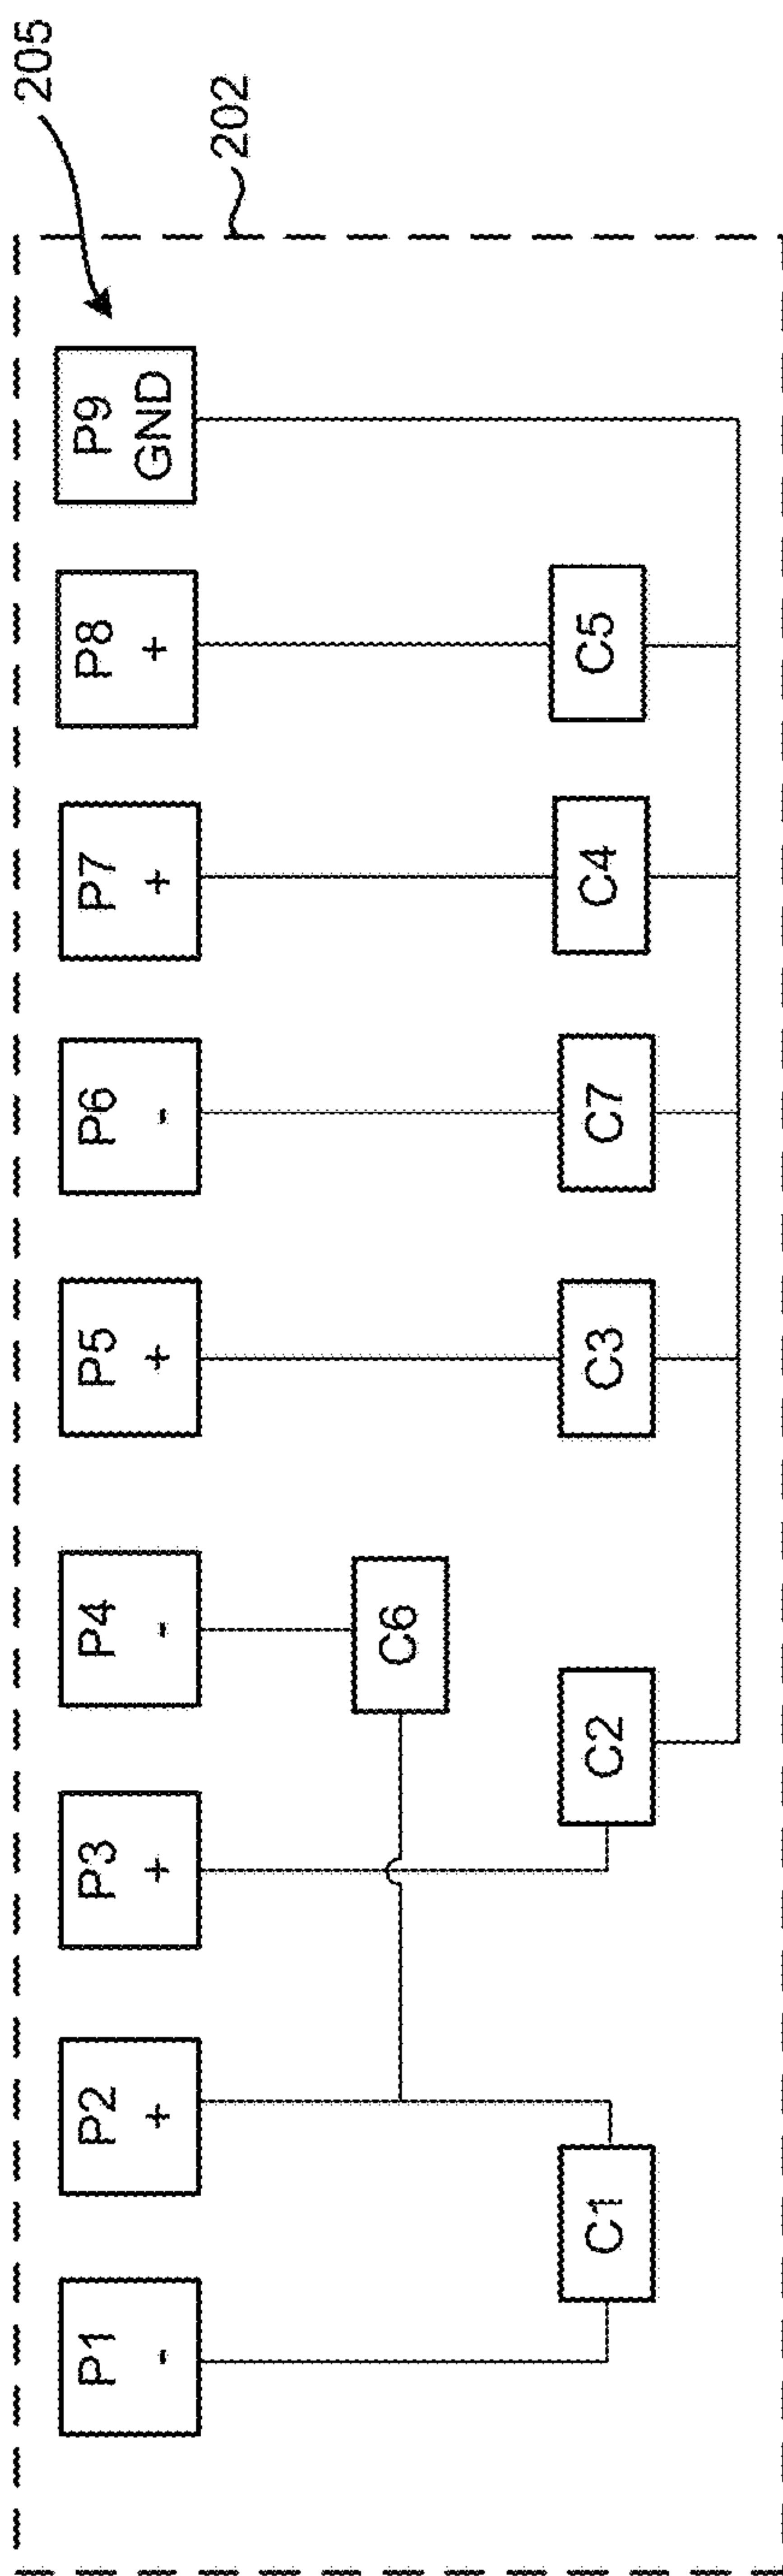 205
202
P1
-
P2
+
P3
+
P4
-
P5
+
P6
-
P7
+
P8
+
P9
GND
C6
C1
C2
C3
C7
C4
C5